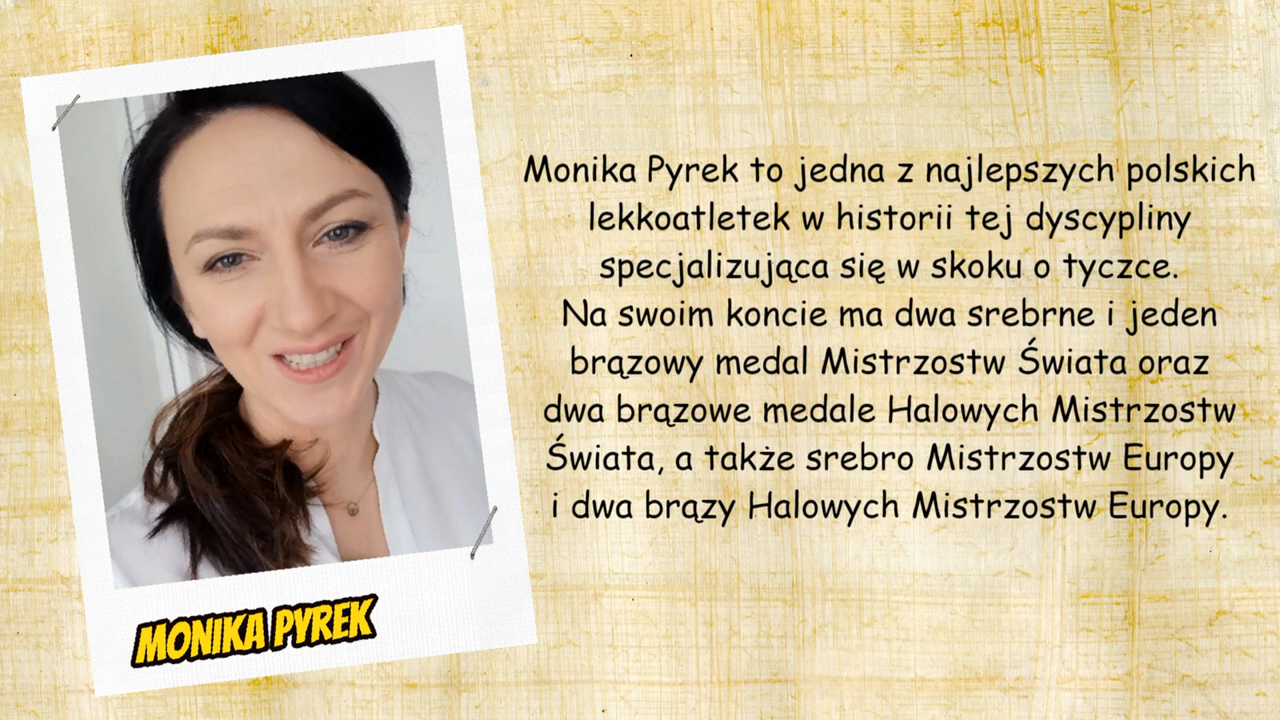 Monika Pyrek to jedna z najlepszych polskich
lekkoatletek w historii tej dyscypliny
specjalizująca się w skoku o tyczce.
Na swoim koncie ma dwa srebrne i jeden
brązowy medal Mistrzostw Świata oraz
dwa brązowe medale Halowych Mistrzostw
Świata, a także srebro Mistrzostw Europy
i dwa brązy Halowych Mistrzostw Europy.
MONIKA PYREK